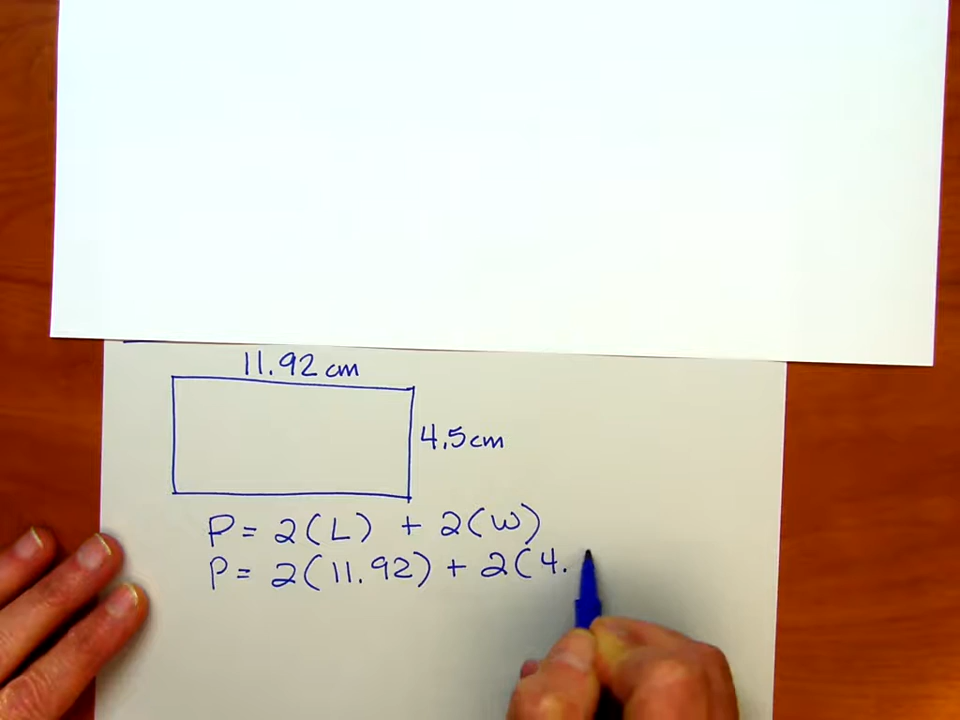 11.92 cm
4.5 cm
P = 2(L) + 2(W)
P = 2(11.92) + 2(4.